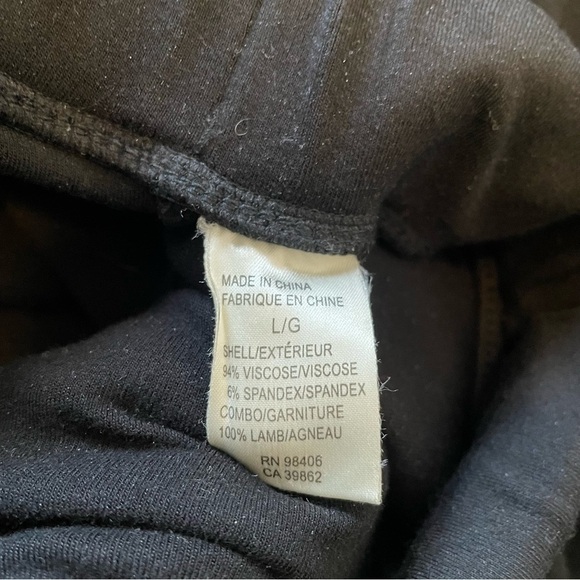 MADE IN CHINA
FABRIQUE EN CHINE
L/G
SHELL/EXTÉRIEUR
94% VISCOSE/VISCOSE
6% SPANDEX/SPANDEX
COMBO/GARNITURE
100% LAMB/AGNEAU
RN 98406
CA 39862